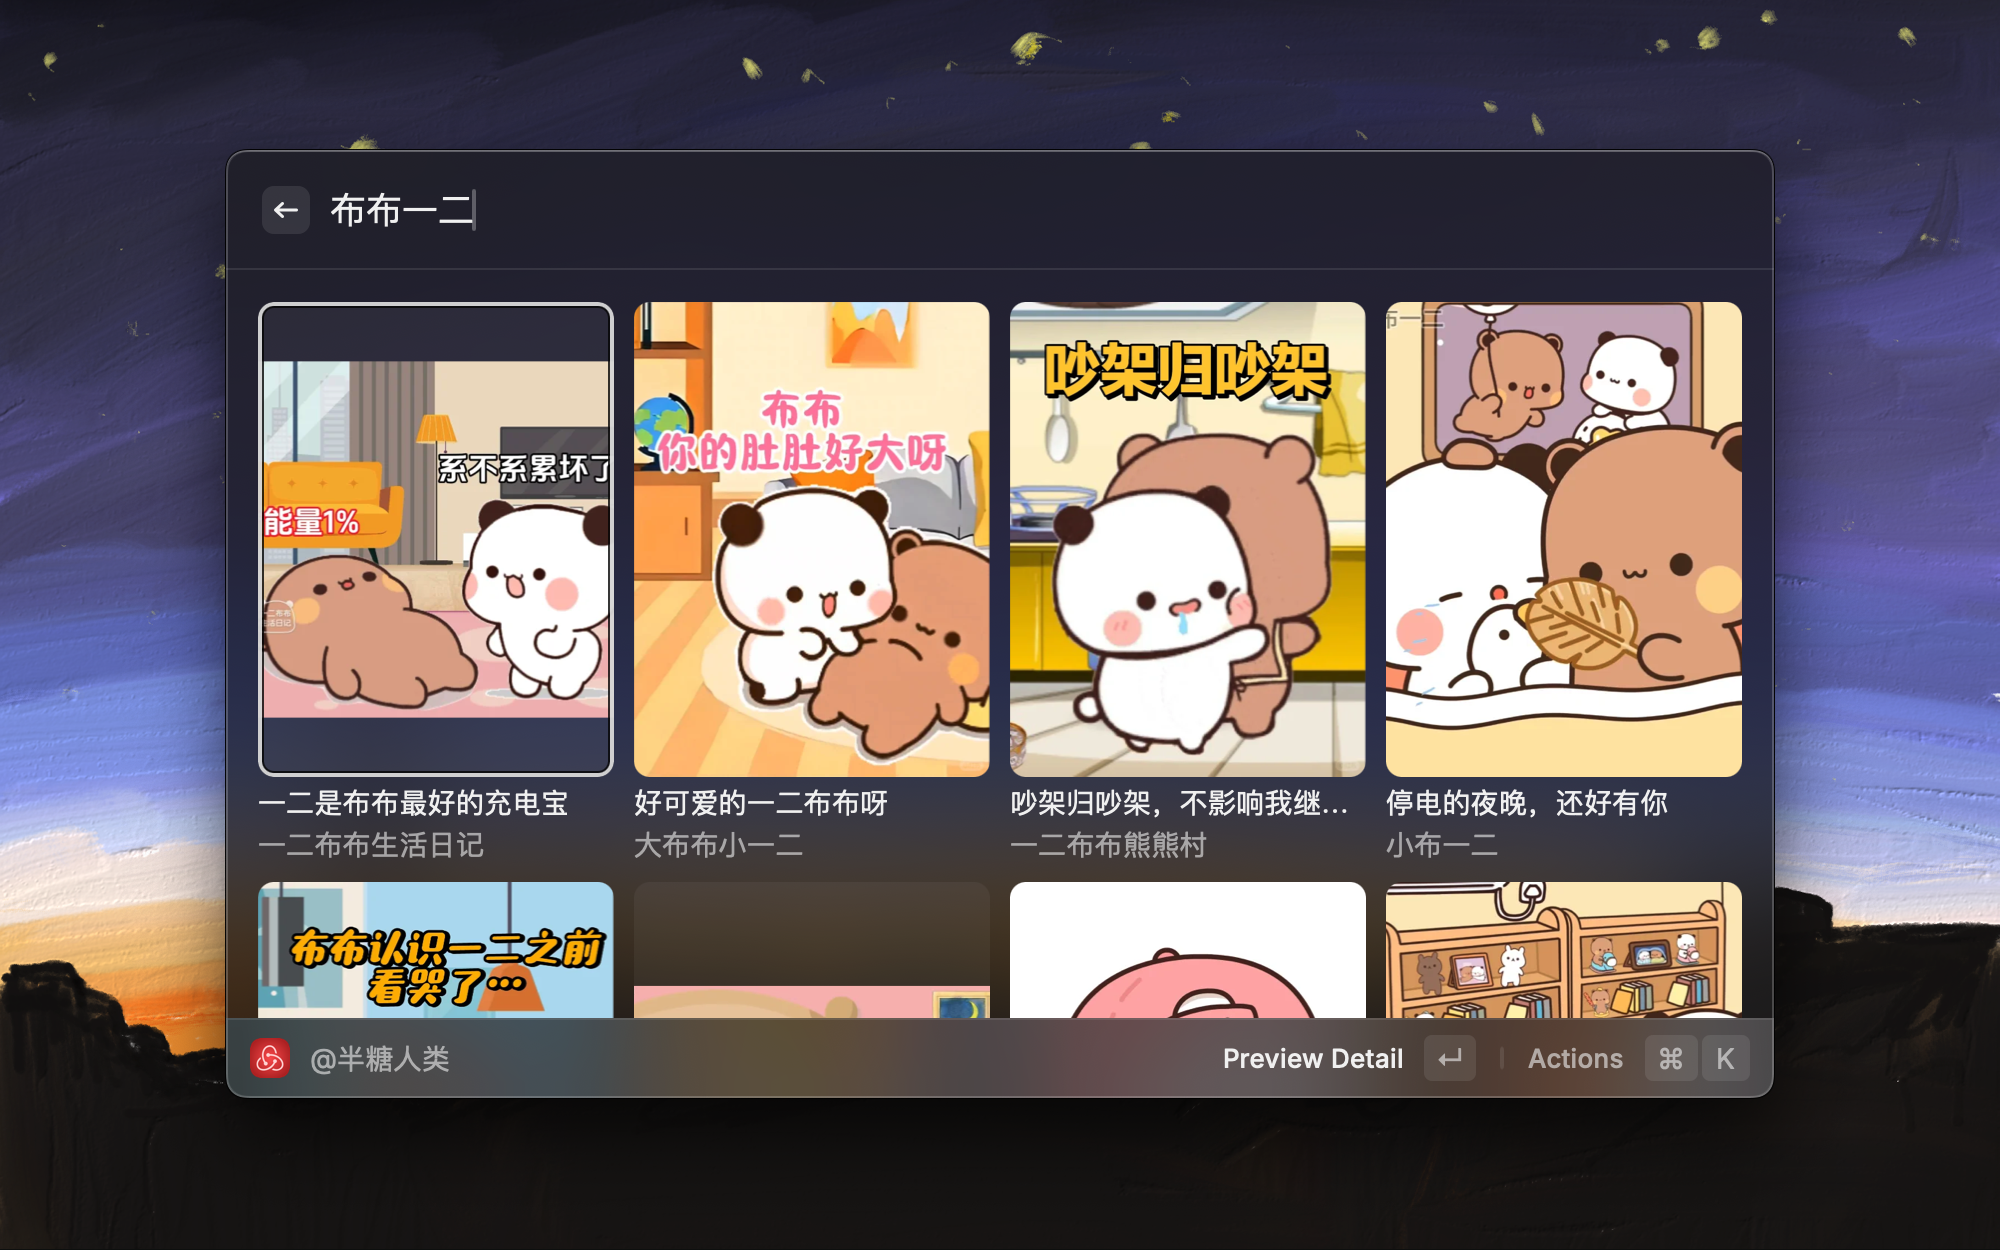 布布一二
系不系累坏了
能量1%
布布
你的肚肚好大呀
吵架归吵架
布一二
一二是布布最好的充电宝
一二布布生活日记
好可爱的一二布布呀
大布布小一二
吵架归吵架，不影响我继...
一二布布熊熊村
停电的夜晚，还好有你
小布一二
布布认识一二之前
看哭了...
@半糖人类
Preview Detail
Actions
⌘ K